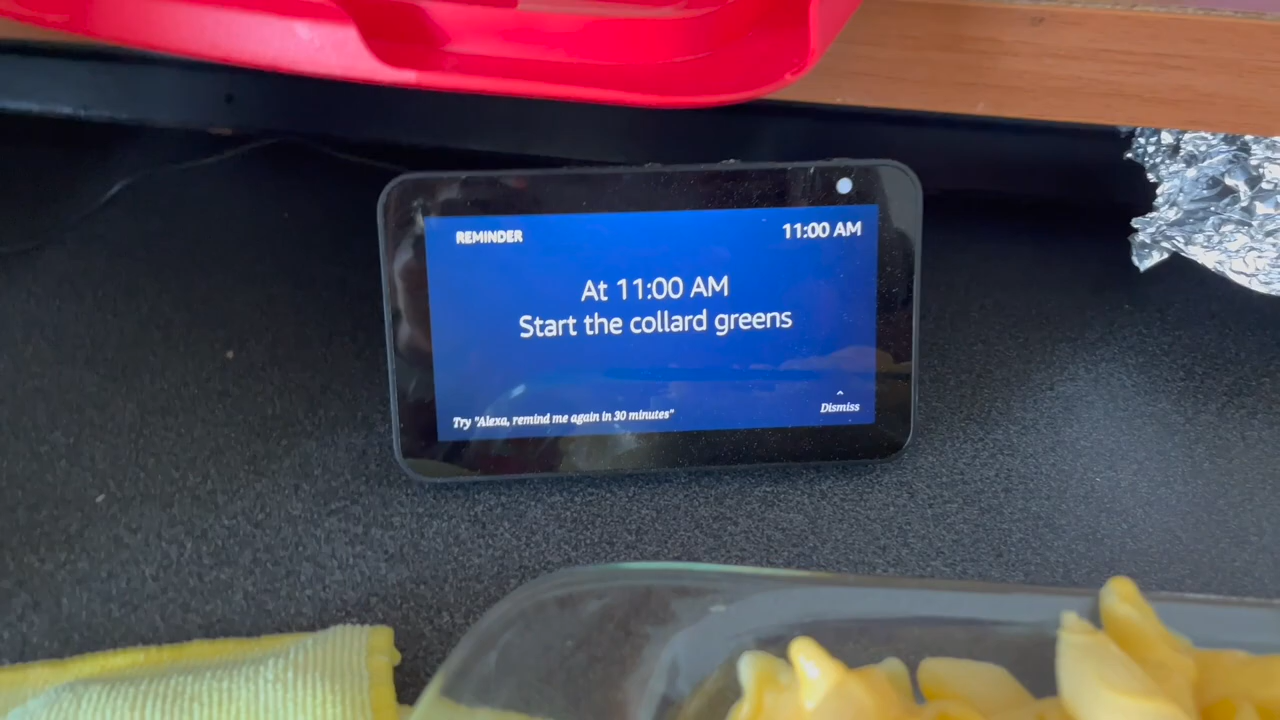 REMINDER
11:00 AM
At 11:00 AM
Start the collard greens
Try "Alexa, remind me again in 30 minutes"
Dismiss